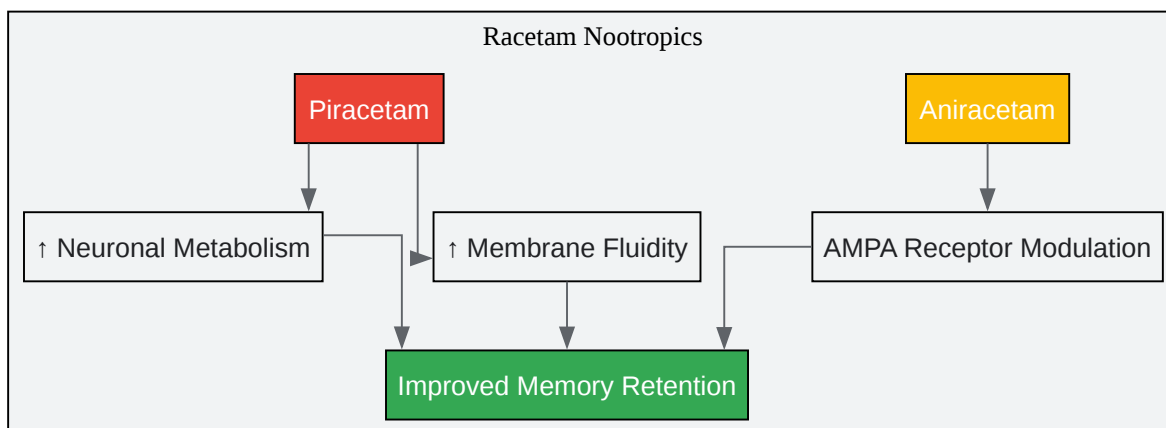 Racetam Nootropics
Piracetam
Aniracetam
↑ Neuronal Metabolism
↑ Membrane Fluidity
AMPA Receptor Modulation
Improved Memory Retention